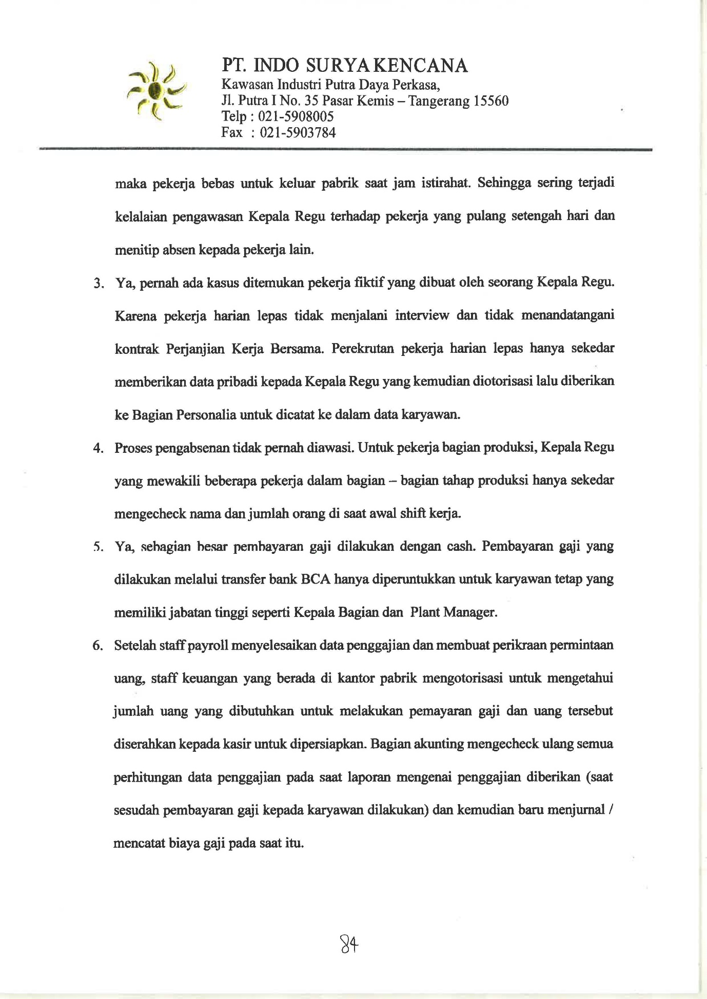 PT. INDO SURYA KENCANA
Kawasan Industri Putra Daya Perkasa,
Jl. Putra I No. 35 Pasar Kemis – Tangerang 15560
Telp : 021-5908005
Fax : 021-5903784
maka pekerja bebas untuk keluar pabrik saat jam istirahat. Sehingga sering terjadi
kelalaian pengawasan Kepala Regu terhadap pekerja yang pulang setengah hari dan
menitip absen kepada pekerja lain.
3. Ya, pernah ada kasus ditemukan pekerja fiktif yang dibuat oleh seorang Kepala Regu.
Karena pekerja harian lepas tidak menjalani interview dan tidak menandatangani
kontrak Perjanjian Kerja Bersama. Perekrutan pekerja harian lepas hanya sekedar
memberikan data pribadi kepada Kepala Regu yang kemudian diotorisasi lalu diberikan
ke Bagian Personalia untuk dicatat ke dalam data karyawan.
4. Proses pengabsenan tidak pernah diawasi. Untuk pekerja bagian produksi, Kepala Regu
yang mewakili beberapa pekerja dalam bagian – bagian tahap produksi hanya sekedar
mengecheck nama dan jumlah orang di saat awal shift kerja.
5. Ya, sebagian besar pembayaran gaji dilakukan dengan cash. Pembayaran gaji yang
dilakukan melalui transfer bank BCA hanya diperuntukkan untuk karyawan tetap yang
memiliki jabatan tinggi seperti Kepala Bagian dan Plant Manager.
6. Setelah staff payroll menyelesaikan data penggajian dan membuat perikraan permintaan
uang, staff keuangan yang berada di kantor pabrik mengotorisasi untuk mengetahui
jumlah uang yang dibutuhkan untuk melakukan pemayaran gaji dan uang tersebut
diserahkan kepada kasir untuk dipersiapkan. Bagian akunting mengecheck ulang semua
perhitungan data penggajian pada saat laporan mengenai penggajian diberikan (saat
sesudah pembayaran gaji kepada karyawan dilakukan) dan kemudian baru menjurnal /
mencatat biaya gaji pada saat itu.
84